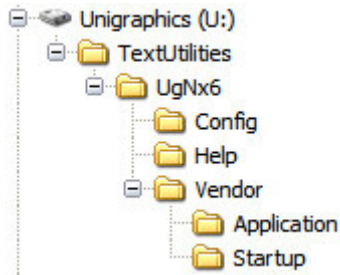 Unigraphics (U:)
TextUtilities
UgNx6
Config
Help
Vendor
Application
Startup